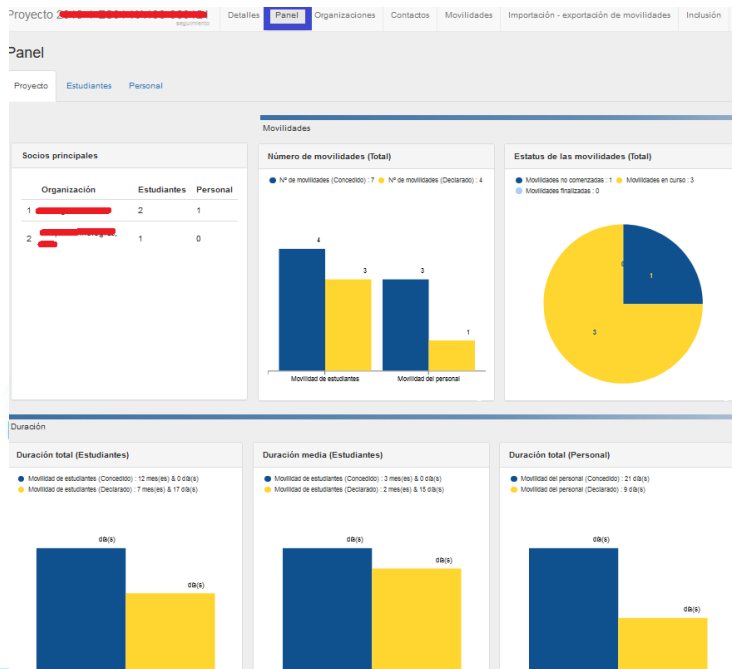 Proyecto
seguimiento
Detalles Panel Organizaciones Contactos Movilidades Importación - exportación de movilidades Inclusión
Panel
Proyecto Estudiantes Personal
Movilidades
Socios principales
Organización Estudiantes Personal
1 2 1
2 1 0
Número de movilidades (Total)
Nº de movilidades (Concedido) : 7 Nº de movilidades (Declarado) : 4
4
3
3
1
Movilidad de estudiantes Movilidad del personal
Estatus de las movilidades (Total)
Movilidades no comenzadas : 1 Movilidades en curso : 3
Movilidades finalizadas : 0
0
1
3
Duración
Duración total (Estudiantes)
Movilidad de estudiantes (Concedido) : 12 mes(es) & 0 día(s)
Movilidad de estudiantes (Declarado) : 7 mes(es) & 17 día(s)
día(s)
día(s)
Duración media (Estudiantes)
Movilidad de estudiantes (Concedido) : 3 mes(es) & 0 día(s)
Movilidad de estudiantes (Declarado) : 2 mes(es) & 15 día(s)
día(s)
día(s)
Duración total (Personal)
Movilidad del personal (Concedido) : 21 día(s)
Movilidad del personal (Declarado) : 9 día(s)
día(s)
día(s)